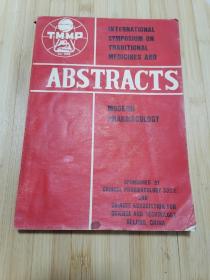 TMMP
INTERNATIONAL
SYMPOSIUM ON
TRADITIONAL
MEDICINES AND
ABSTRACTS
MODERN
PHARMACOLOGY
SPONSORED BY
CHINESE PHARMACOLOGY SOCIETY
AND
CHINESE ASSOCIATION FOR
SCIENCE AND TECHNOLOGY
BEIJING, CHINA